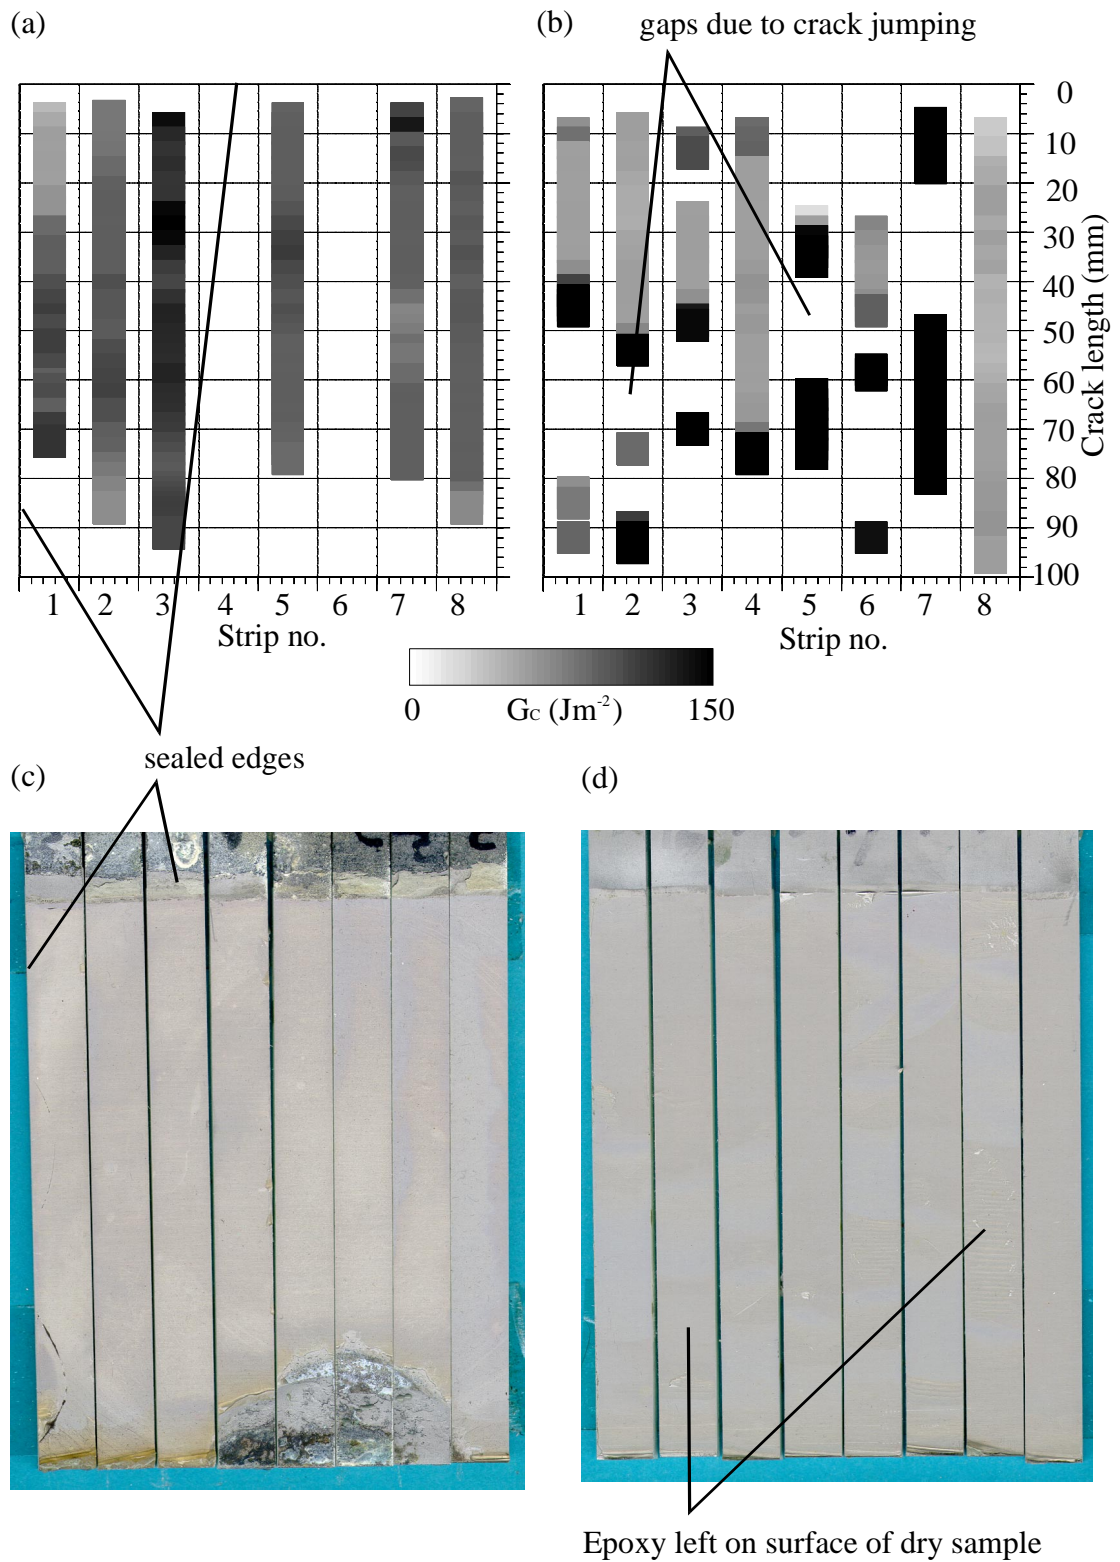 (a)
(b)
gaps due to crack jumping
0
10
20
30
40
50
60
70
80
90
100
Crack length (mm)
1 2 3 4 5 6 7 8
Strip no.
1 2 3 4 5 6 7 8
Strip no.
0 Gc (Jm-2) 150
sealed edges
(c)
(d)
Epoxy left on surface of dry sample